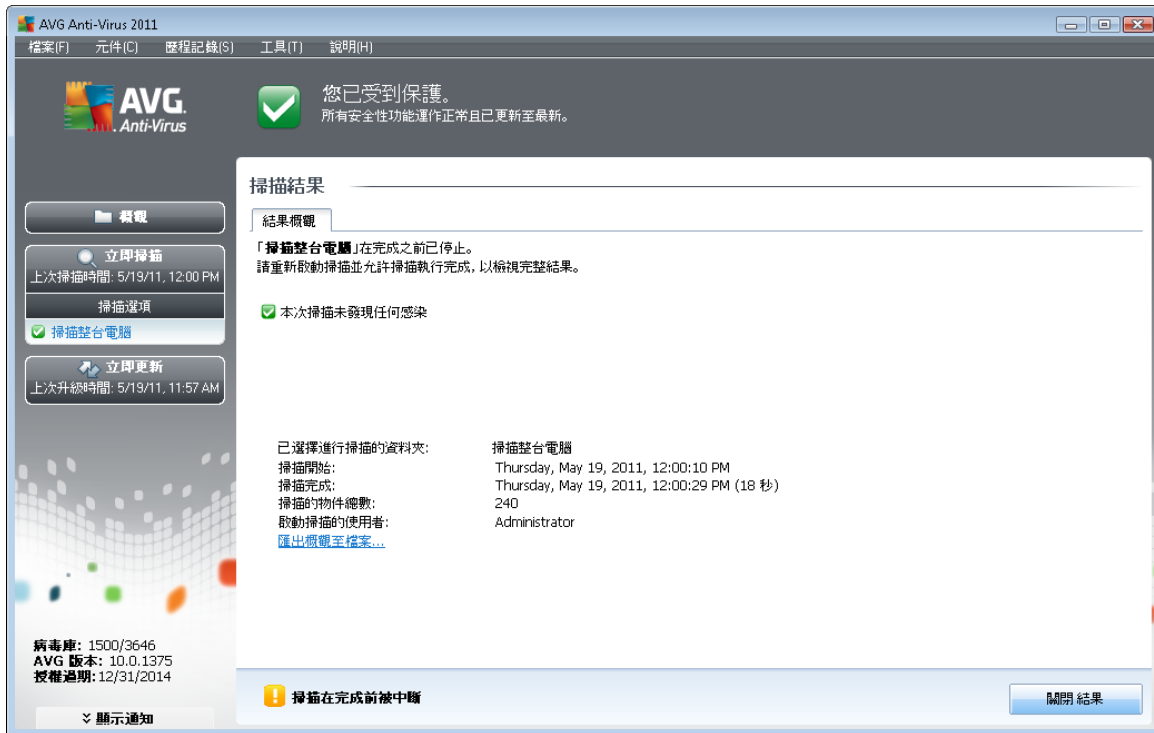 AVG Anti-Virus 2011
檔案(F) 元件(C) 歷程記錄(S) 工具(T) 說明(H)
AVG.
Anti-Virus
您已受到保護。
所有安全性功能運作正常且已更新至最新。
概觀
立即掃描
上次掃描時間: 5/19/11, 12:00 PM
掃描選項
掃描整台電腦
立即更新
上次升級時間: 5/19/11, 11:57 AM
病毒庫: 1500/3646
AVG 版本: 10.0.1375
授權過期: 12/31/2014
顯示通知
掃描結果
結果概觀
「掃描整台電腦」在完成之前已停止。
請重新啟動掃描並允許掃描執行完成, 以檢視完整結果。
本次掃描未發現任何感染
已選擇進行掃描的資料夾: 掃描整台電腦
掃描開始: Thursday, May 19, 2011, 12:00:10 PM
掃描完成: Thursday, May 19, 2011, 12:00:29 PM (18 秒)
掃描的物件總數: 240
啟動掃描的使用者: Administrator
匯出概觀至檔案...
掃描在完成前被中斷
關閉 結果